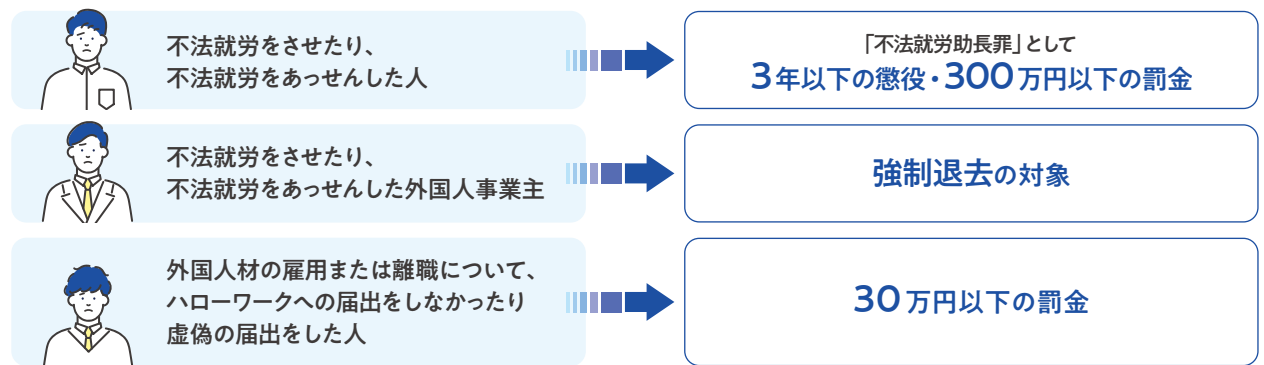 不法就労をさせたり、
不法就労をあっせんした人
「不法就労助長罪」として
3年以下の懲役・300万円以下の罰金
不法就労をさせたり、
不法就労をあっせんした外国人事業主
強制退去の対象
外国人材の雇用または離職について、
ハローワークへの届出をしなかったり
虚偽の届出をした人
30万円以下の罰金